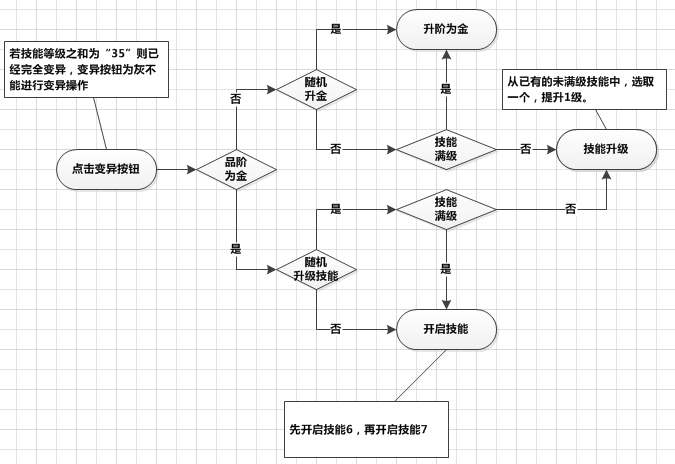 是
升阶为金
若技能等级之和为“35”则已
经完全变异，变异按钮为灰不
能进行变异操作
随机
升金
否
是
从已有的未满级技能中，选取
一个，提升1级。
否
技能
满级
否
技能升级
点击变异按钮
品阶
为金
是
技能
满级
否
是
随机
升级技能
是
否
开启技能
先开启技能6，再开启技能7